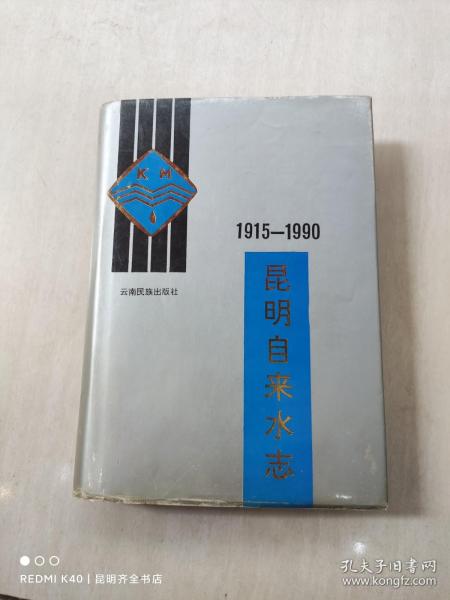 KM
1915—1990
云南民族出版社
昆明自来水志
REDMI K40 | 昆明齐全书店
孔夫子旧书网
www.kongfz.com